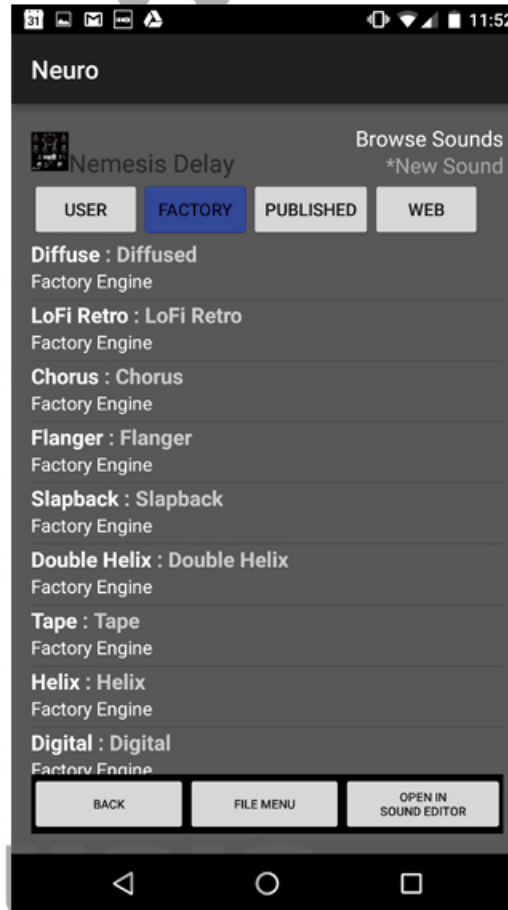 31 11:52
Neuro
Browse Sounds
Nemesis Delay *New Sound
USER FACTORY PUBLISHED WEB
Diffuse : Diffused
Factory Engine
LoFi Retro : LoFi Retro
Factory Engine
Chorus : Chorus
Factory Engine
Flanger : Flanger
Factory Engine
Slapback : Slapback
Factory Engine
Double Helix : Double Helix
Factory Engine
Tape : Tape
Factory Engine
Helix : Helix
Factory Engine
Digital : Digital
Factory Engine
BACK FILE MENU OPEN IN
SOUND EDITOR